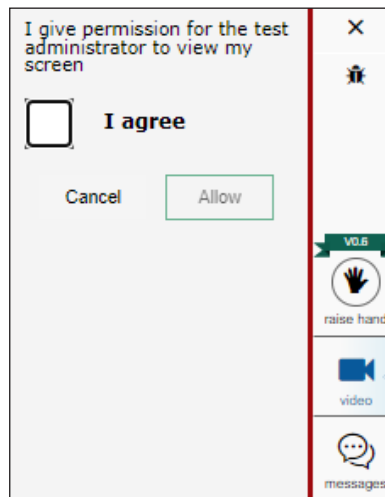 I give permission for the test
administrator to view my
screen
I agree
Cancel
Allow
V0.6
raise hand
video
messages